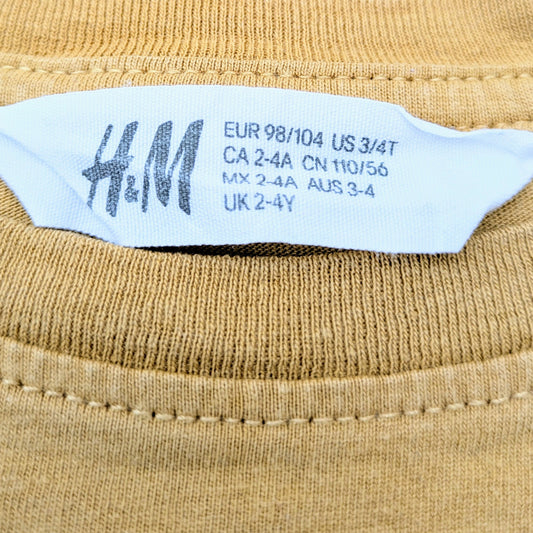 H&M
EUR 98/104 US 3/4T
CA 2-4A CN 110/56
MX 2-4A AUS 3-4
UK 2-4Y